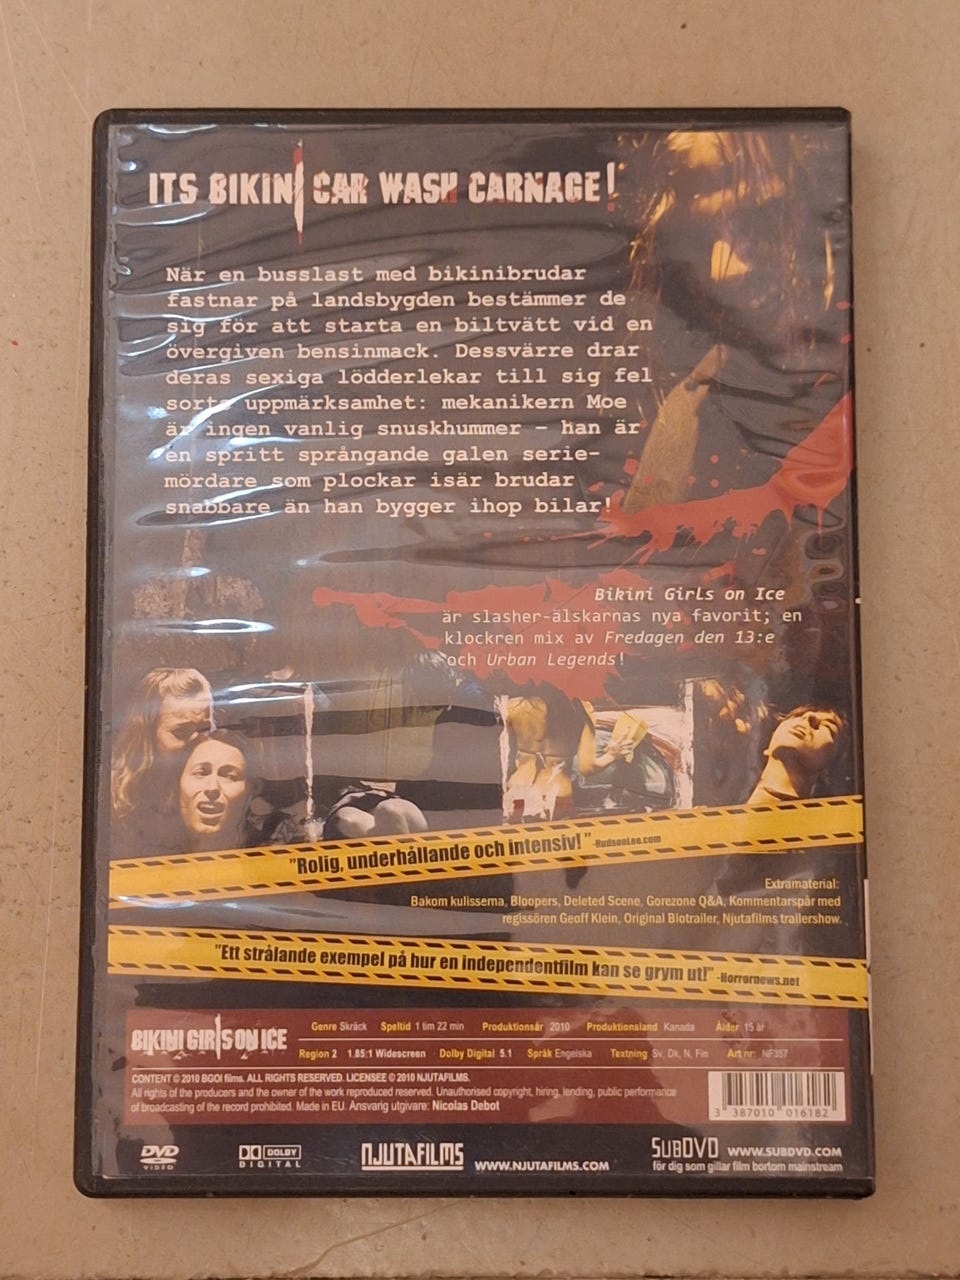 ITS BIKINI CAR WASH CARNAGE!
När en busslast med bikinibrudar
fastnar på landsbygden bestämmer de
sig för att starta en biltvätt vid en
övergiven bensinmack. Dessvärre drar
deras sexiga lödderlekar till sig fel
sorts uppmärksamhet: mekanikern Moe
är ingen vanlig snuskhummer – han är
en spritt språngande galen serie-
mördare som plockar isär brudar
snabbare än han bygger ihop bilar!
Bikini Girls on Ice
är slasher-älskarnas nya favorit; en
klockren mix av Fredagen den 13:e
och Urban Legends!
"Rolig, underhållande och intensiv!" -HudsonLee.com
Extramaterial:
Bakom kulisserna, Bloopers, Deleted Scene, Gorezone Q&A, Kommentarspår med
regissören Geoff Klein, Original Biotrailer, Njutafilms trailershow.
"Ett strålande exempel på hur en independentfilm kan se grym ut!" -Horrornews.net
BIKINI GIRLS ON ICE
Genre Skräck Speltid 1 tim 22 min Produktionsår 2010 Produktionsland Kanada Ålder 15 år
Region 2 1.85:1 Widescreen Dolby Digital 5.1 Språk Engelska Textning Sv, Dk, N, Fin Art nr: NF357
CONTENT © 2010 BGOI films. ALL RIGHTS RESERVED. LICENSEE © 2010 NJUTAFILMS.
All rights of the producers and the owner of the work reproduced reserved. Unauthorised copyright, hiring, lending, public performance
of broadcasting of the record prohibited. Made in EU. Ansvarig utgivare: Nicolas Debot
3 387010 016182
DVD VIDEO
DOLBY DIGITAL
NJUTAFILMS
WWW.NJUTAFILMS.COM
SUBDVD WWW.SUBDVD.COM
för dig som gillar film bortom mainstream